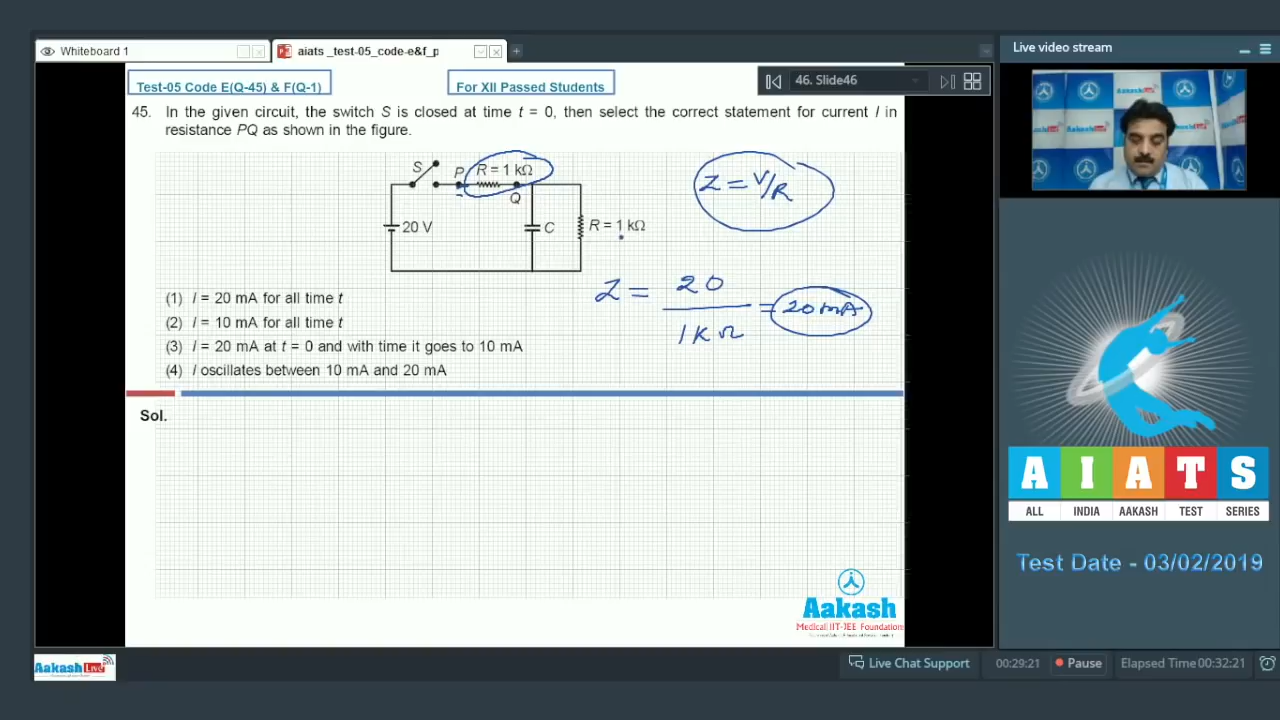 Whiteboard 1
aiats _test-05_code-e&f_p
Live video stream
Test-05 Code E(Q-45) & F(Q-1)
For XII Passed Students
46. Slide46
45. In the given circuit, the switch S is closed at time t = 0, then select the correct statement for current I in
resistance PQ as shown in the figure.
S
P
R = 1 kΩ
Q
20 V
C
R = 1 kΩ
I = V/R
I = 20 / 1KΩ = 20 mA
(1) I = 20 mA for all time t
(2) I = 10 mA for all time t
(3) I = 20 mA at t = 0 and with time it goes to 10 mA
(4) I oscillates between 10 mA and 20 mA
Sol.
Aakash
Medical|IIT-JEE|Foundations
AIATS
ALL INDIA AAKASH TEST SERIES
Test Date - 03/02/2019
Aakash Live
Live Chat Support
00:29:21
Pause
Elapsed Time 00:32:21